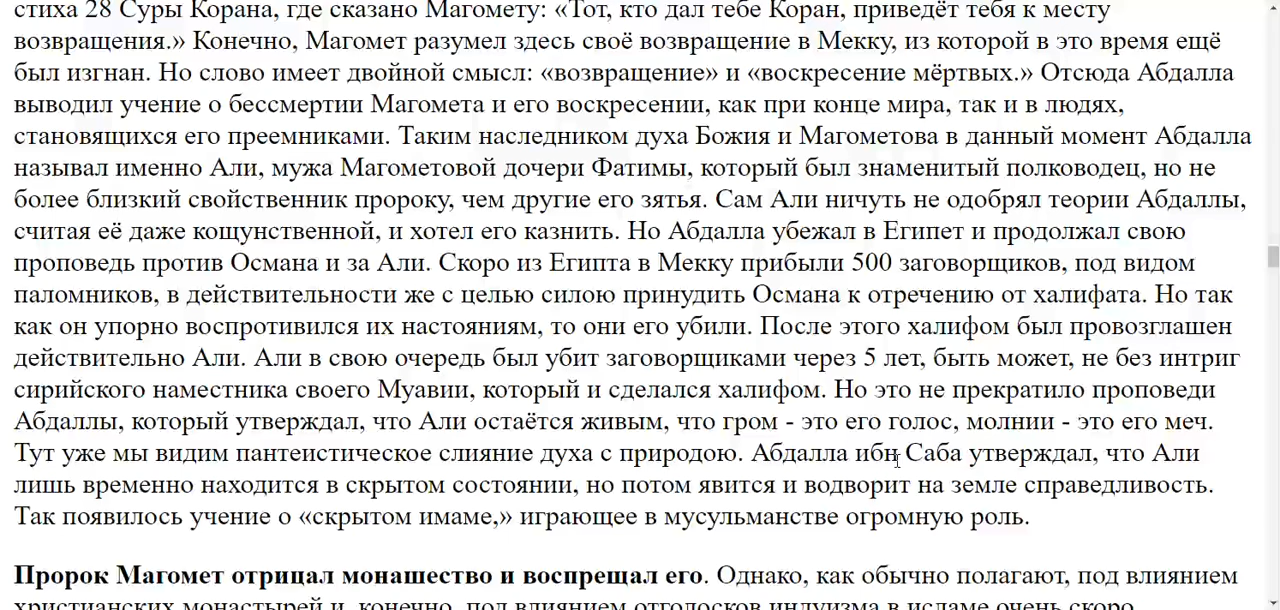 стиха 28 Суры Корана, где сказано Магомету: «Тот, кто дал тебе Коран, приведёт тебя к месту
возвращения.» Конечно, Магомет разумел здесь своё возвращение в Мекку, из которой в это время ещё
был изгнан. Но слово имеет двойной смысл: «возвращение» и «воскресение мёртвых.» Отсюда Абдалла
выводил учение о бессмертии Магомета и его воскресении, как при конце мира, так и в людях,
становящихся его преемниками. Таким наследником духа Божия и Магометова в данный момент Абдалла
называл именно Али, мужа Магометовой дочери Фатимы, который был знаменитый полководец, но не
более близкий свойственник пророку, чем другие его зятья. Сам Али ничуть не одобрял теории Абдаллы,
считая её даже кощунственной, и хотел его казнить. Но Абдалла убежал в Египет и продолжал свою
проповедь против Османа и за Али. Скоро из Египта в Мекку прибыли 500 заговорщиков, под видом
паломников, в действительности же с целью силою принудить Османа к отречению от халифата. Но так
как он упорно воспротивился их настояниям, то они его убили. После этого халифом был провозглашен
действительно Али. Али в свою очередь был убит заговорщиками через 5 лет, быть может, не без интриг
сирийского наместника своего Муавии, который и сделался халифом. Но это не прекратило проповеди
Абдаллы, который утверждал, что Али остаётся живым, что гром - это его голос, молнии - это его меч.
Тут уже мы видим пантеистическое слияние духа с природою. Абдалла ибн Саба утверждал, что Али
лишь временно находится в скрытом состоянии, но потом явится и водворит на земле справедливость.
Так появилось учение о «скрытом имаме,» играющее в мусульманстве огромную роль.
Пророк Магомет отрицал монашество и воспрещал его. Однако, как обычно полагают, под влиянием
христианских монастырей и, конечно, под влиянием отголосков индуизма в исламе очень скоро